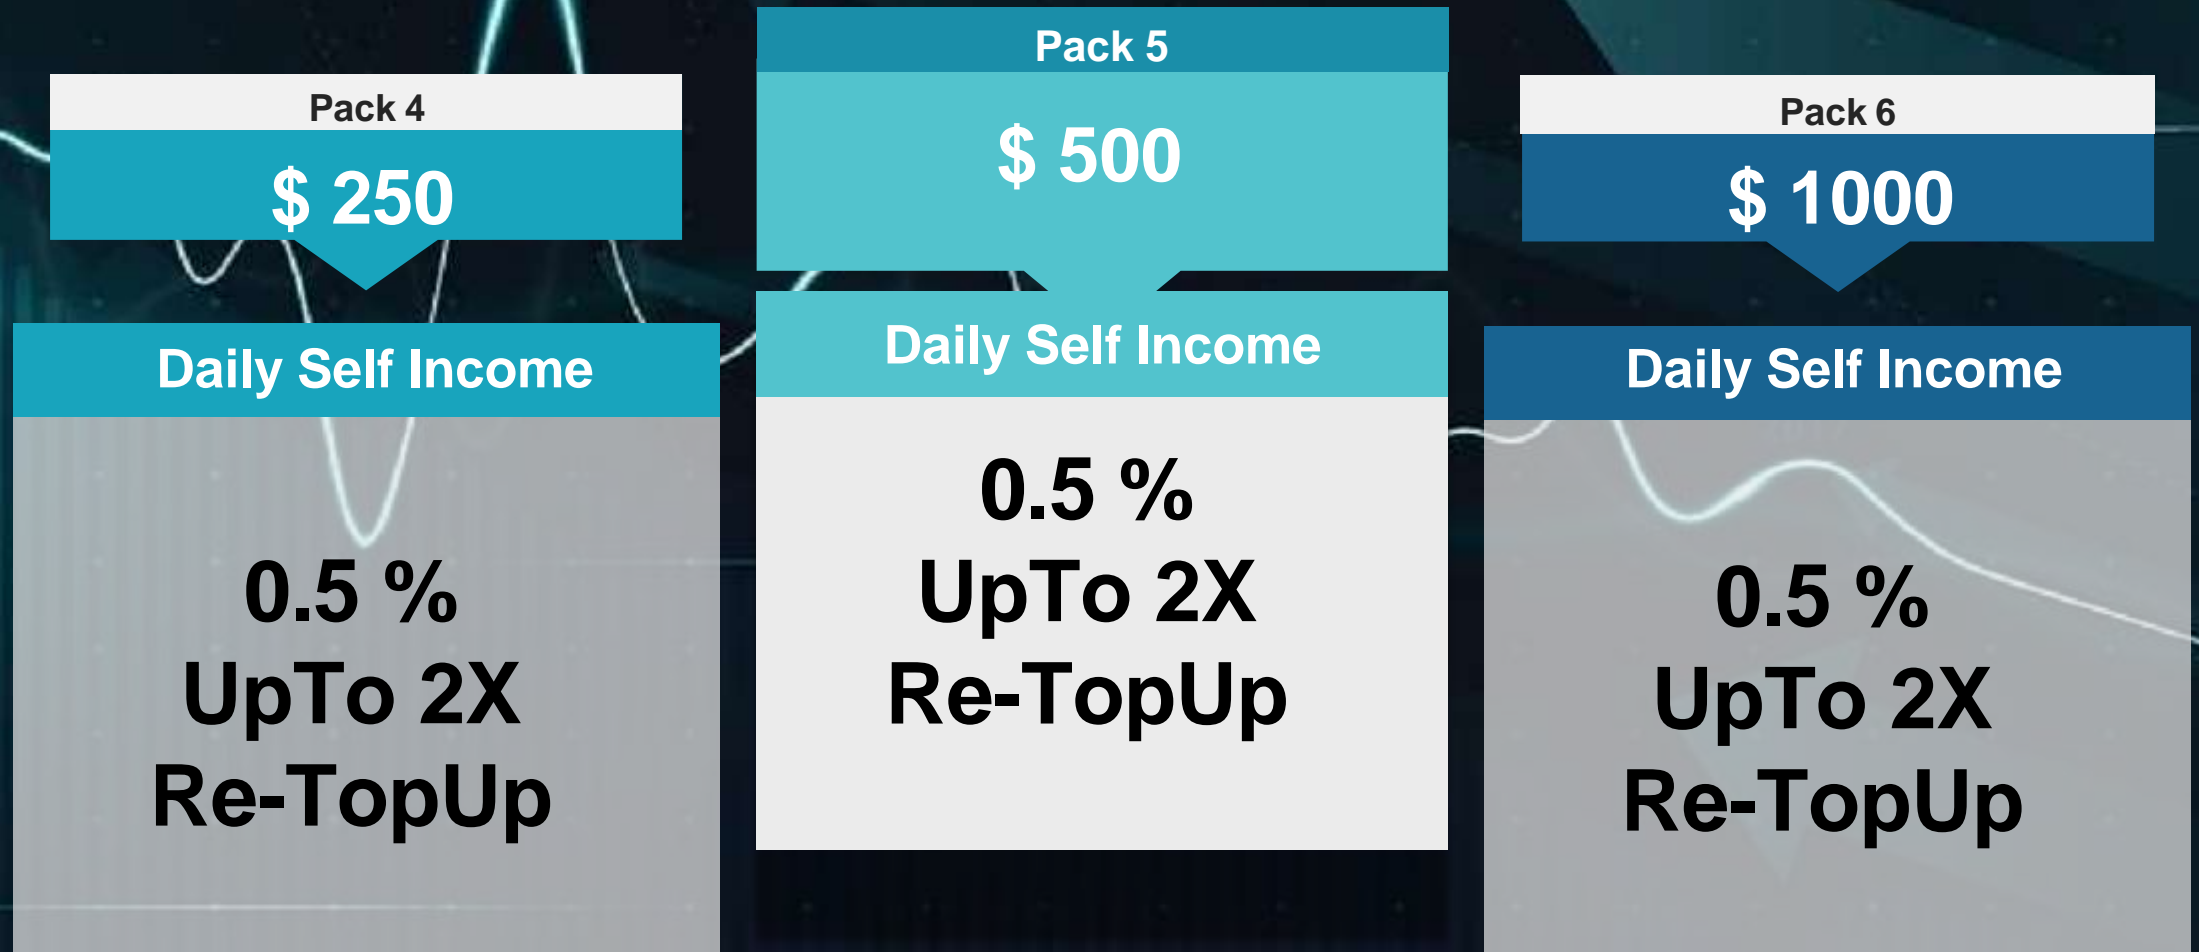 Pack 4
$ 250
Daily Self Income
0.5 %
UpTo 2X
Re-TopUp
Pack 5
$ 500
Daily Self Income
0.5 %
UpTo 2X
Re-TopUp
Pack 6
$ 1000
Daily Self Income
0.5 %
UpTo 2X
Re-TopUp